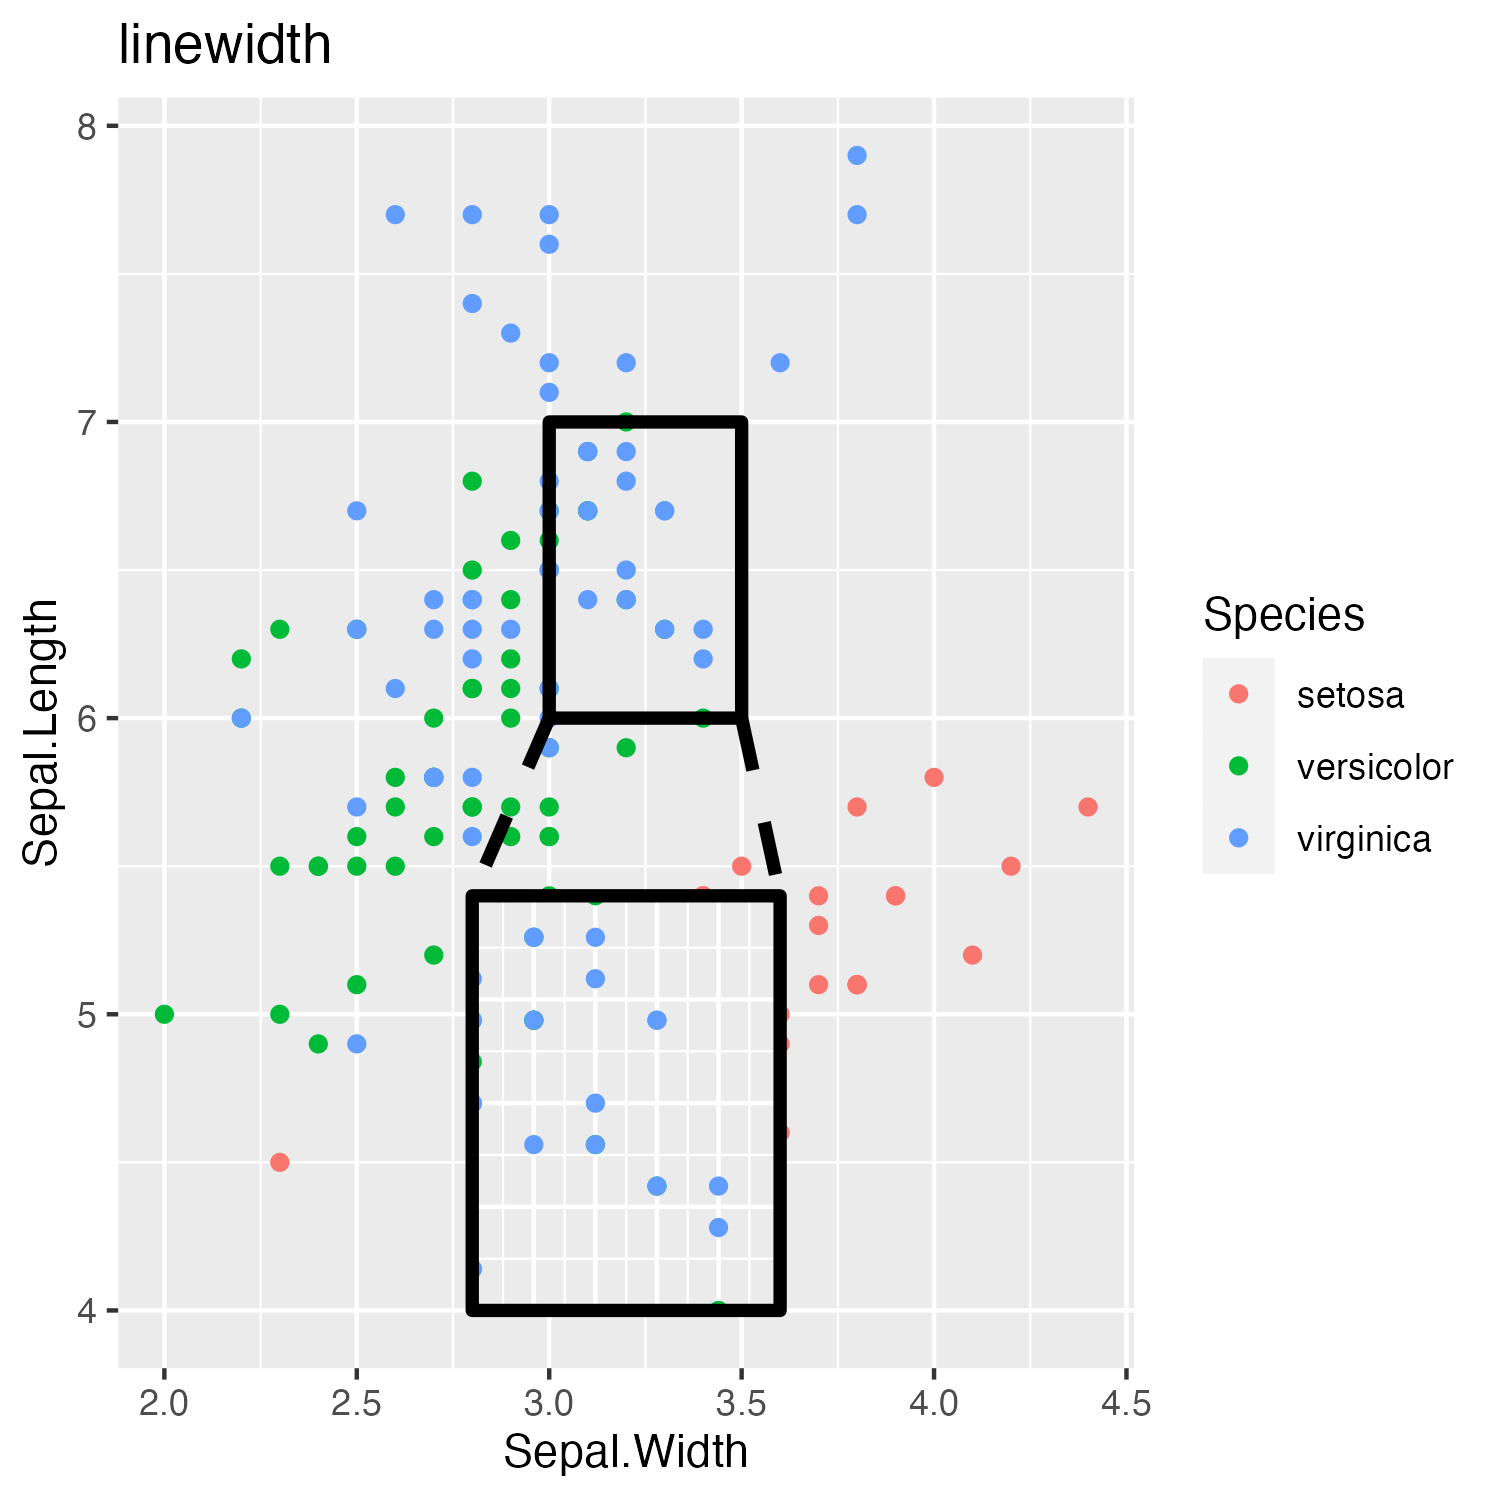 linewidth
8
7
6
5
4
Sepal.Length
2.0 2.5 3.0 3.5 4.0 4.5
Sepal.Width
Species
setosa
versicolor
virginica